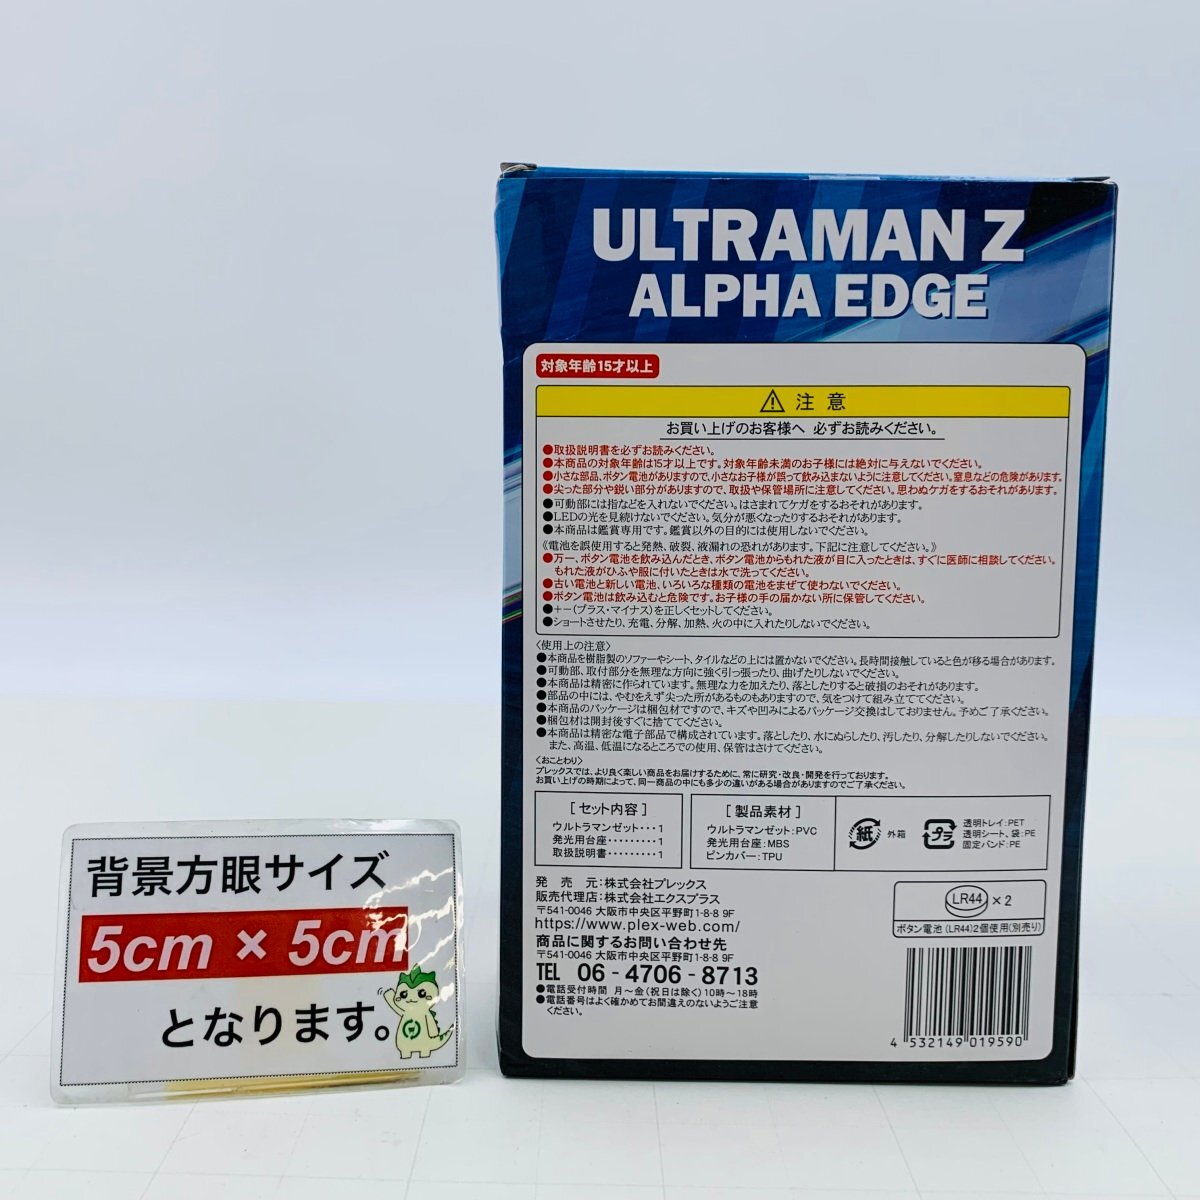 ULTRAMAN Z
ALPHA EDGE
対象年齢15才以上
注意
お買い上げのお客様へ 必ずお読みください。
●取扱説明書を必ずお読みください。
●本商品の対象年齢は15才以上です。対象年齢未満のお子様には絶対に与えないでください。
●小さな部品、ボタン電池がありますので、小さなお子様が誤って飲み込まないように注意してください。窒息などの危険があります。
●尖った部分や鋭い部分がありますので、取扱や保管場所に注意してください。思わぬケガをするおそれがあります。
●可動部には指などを入れないでください。はさまれてケガをするおそれがあります。
●LEDの光を見続けないでください。気分が悪くなったりするおそれがあります。
●本商品は鑑賞専用です。鑑賞以外の目的には使用しないでください。
《電池を誤使用すると発熱、破裂、液漏れの恐れがあります。下記に注意してください。》
●万一、ボタン電池を飲み込んだとき、ボタン電池からもれた液が目に入ったときは、すぐに医師に相談してください。
もれた液がひふや服に付いたときは水で洗ってください。
●古い電池と新しい電池、いろいろな種類の電池をまぜて使わないでください。
●ボタン電池は飲み込むと危険です。お子様の手の届かない所に保管してください。
●+−(プラス・マイナス)を正しくセットしてください。
●ショートさせたり、充電、分解、加熱、火の中に入れたりしないでください。
〈使用上の注意〉
●本商品を樹脂製のソファーやシート、タイルなどの上には置かないでください。長時間接触していると色が移る場合があります。
●可動部、取付部分を無理な方向に強く引っ張ったり、曲げたりしないでください。
●本商品は精密に作られています。無理な力を加えたり、落としたりすると破損のおそれがあります。
●部品の中には、やむをえず尖った所があるものもありますので、気をつけて組み立ててください。
●本商品のパッケージは梱包材ですので、キズや凹みによるパッケージ交換はしておりません。予めご了承ください。
●梱包材は開封後すぐに捨ててください。
●本商品は精密な電子部品で構成されています。落としたり、水にぬらしたり、汚したり、分解したりしないでください。
また、高温、低温になるところでの使用、保管はさけてください。
〈おことわり〉
プレックスでは、より良く楽しい商品をお届けするために、常に研究・改良・開発を行っております。
お買い上げの時期によって、同一商品の中にも多少の違いがある場合がありますのでご了承ください。
[セット内容]
ウルトラマンゼット・・・1
発光用台座・・・・・・・・・1
取扱説明書・・・・・・・・・1
[製品素材]
ウルトラマンゼット:PVC
発光用台座:MBS
ピンカバー:TPU
紙 外箱
プラ
透明トレイ:PET
透明シート、袋:PE
固定バンド:PE
発売元:株式会社プレックス
販売代理店:株式会社エクスプラス
〒541-0046 大阪市中央区平野町1-8-8 9F
https://www.plex-web.com/
商品に関するお問い合わせ先
〒541-0046 大阪市中央区平野町1-8-8 9F
TEL 06-4706-8713
●電話受付時間 月～金(祝日は除く)10時～18時
●電話番号はよく確かめてお間違えのないようご注意
ください。
LR44 ×2
ボタン電池(LR44)2個使用(別売り)
4 532149 019590
背景方眼サイズ
5cm × 5cm
となります。